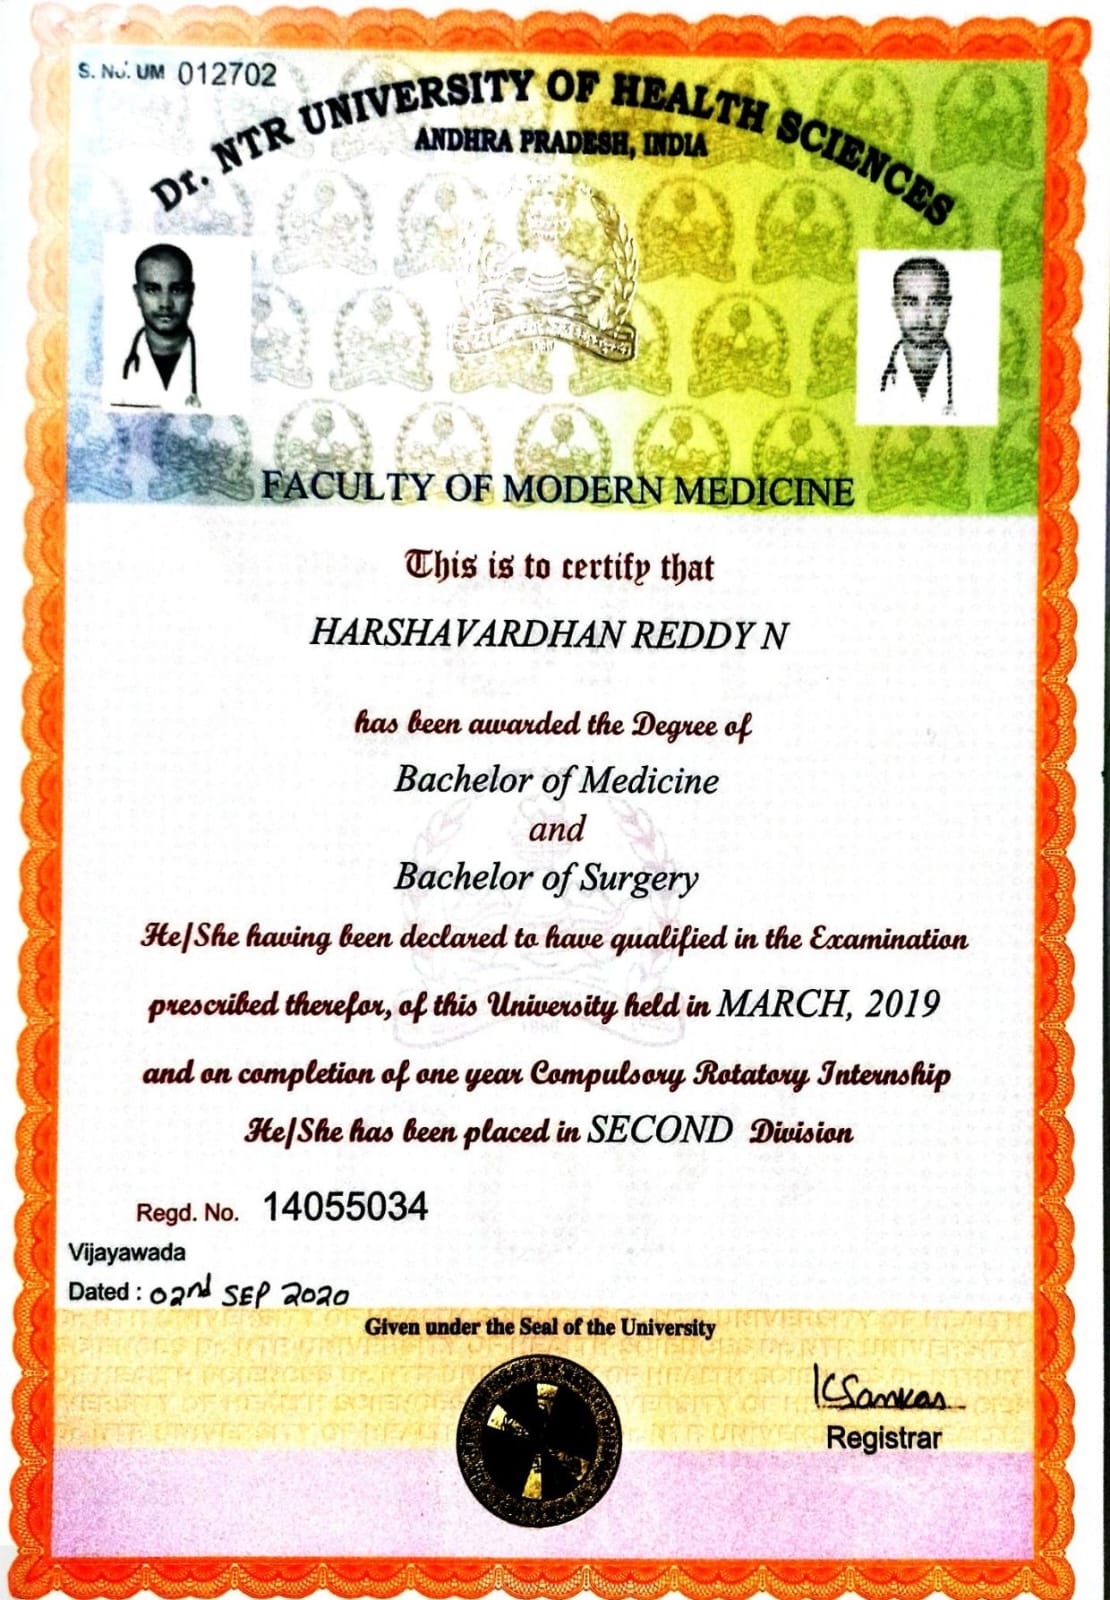 S. No. UM 012702
Dr. NTR UNIVERSITY OF HEALTH SCIENCES
ANDHRA PRADESH, INDIA
FACULTY OF MODERN MEDICINE
This is to certify that
HARSHAVARDHAN REDDY N
has been awarded the Degree of
Bachelor of Medicine
and
Bachelor of Surgery
He/She having been declared to have qualified in the Examination
prescribed therefor, of this University held in MARCH, 2019
and on completion of one year Compulsory Rotatory Internship
He/She has been placed in SECOND Division
Regd. No. 14055034
Vijayawada
Dated : 02nd SEP 2020
Given under the Seal of the University
Registrar